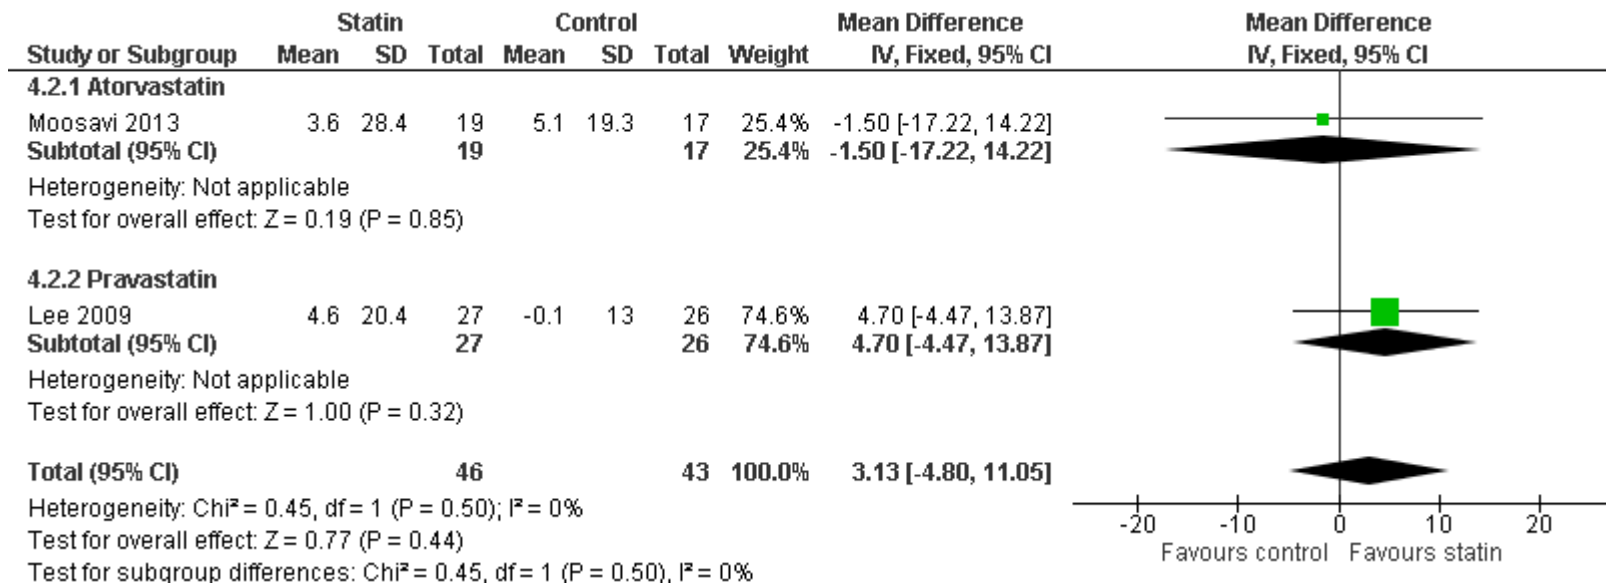 Statin Control Mean Difference Mean Difference
Study or Subgroup Mean SD Total Mean SD Total Weight IV, Fixed, 95% CI IV, Fixed, 95% CI
4.2.1 Atorvastatin
Moosavi 2013 3.6 28.4 19 5.1 19.3 17 25.4% -1.50 [-17.22, 14.22]
Subtotal (95% CI) 19 17 25.4% -1.50 [-17.22, 14.22]
Heterogeneity: Not applicable
Test for overall effect: Z = 0.19 (P = 0.85)
4.2.2 Pravastatin
Lee 2009 4.6 20.4 27 -0.1 13 26 74.6% 4.70 [-4.47, 13.87]
Subtotal (95% CI) 27 26 74.6% 4.70 [-4.47, 13.87]
Heterogeneity: Not applicable
Test for overall effect: Z = 1.00 (P = 0.32)
Total (95% CI) 46 43 100.0% 3.13 [-4.80, 11.05]
Heterogeneity: Chi² = 0.45, df = 1 (P = 0.50); I² = 0%
Test for overall effect: Z = 0.77 (P = 0.44)
Test for subgroup differences: Chi² = 0.45, df = 1 (P = 0.50), I² = 0%
-20 -10 0 10 20
Favours control Favours statin